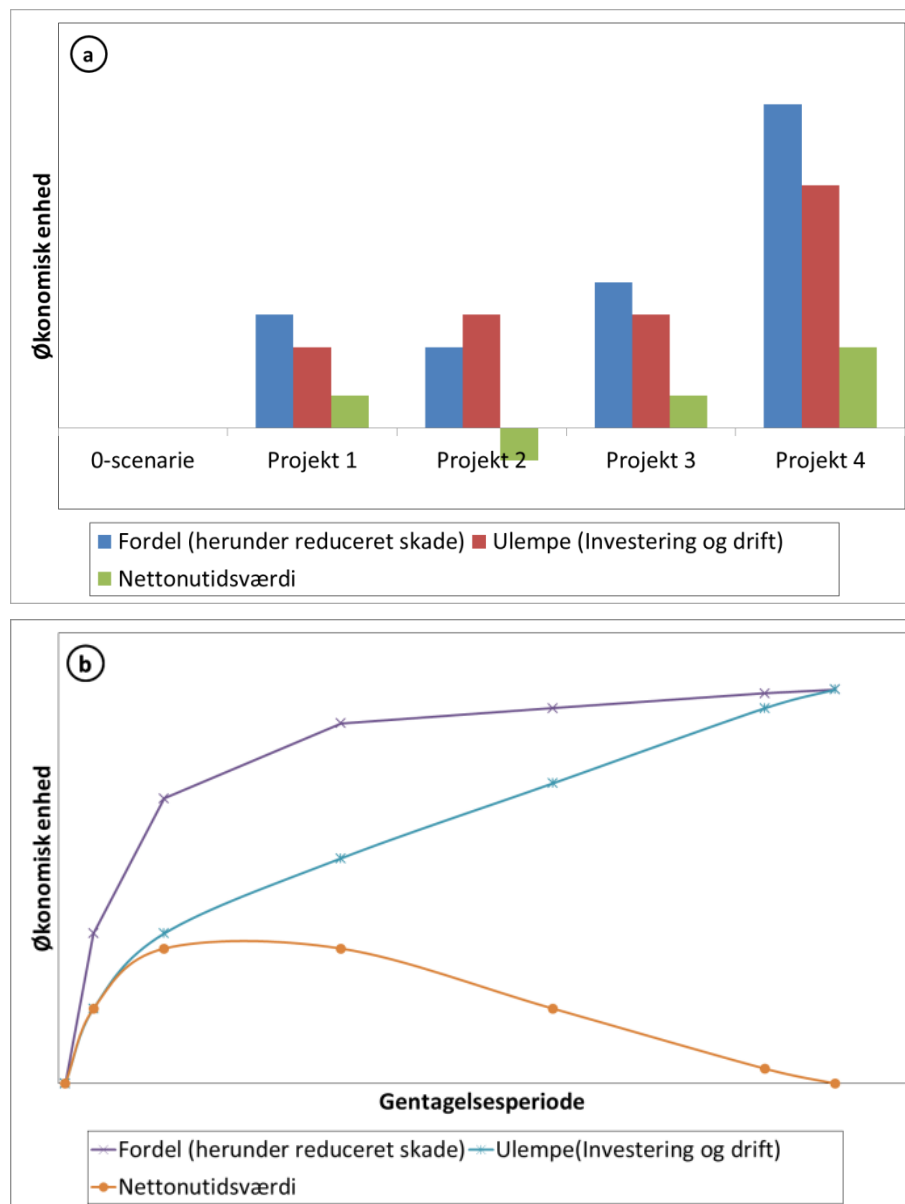 a
Økonomisk enhed
0-scenarie Projekt 1 Projekt 2 Projekt 3 Projekt 4
Fordel (herunder reduceret skade) Ulempe (Investering og drift)
Nettonutidsværdi
b
Økonomisk enhed
Gentagelsesperiode
Fordel (herunder reduceret skade) Ulempe(Investering og drift)
Nettonutidsværdi